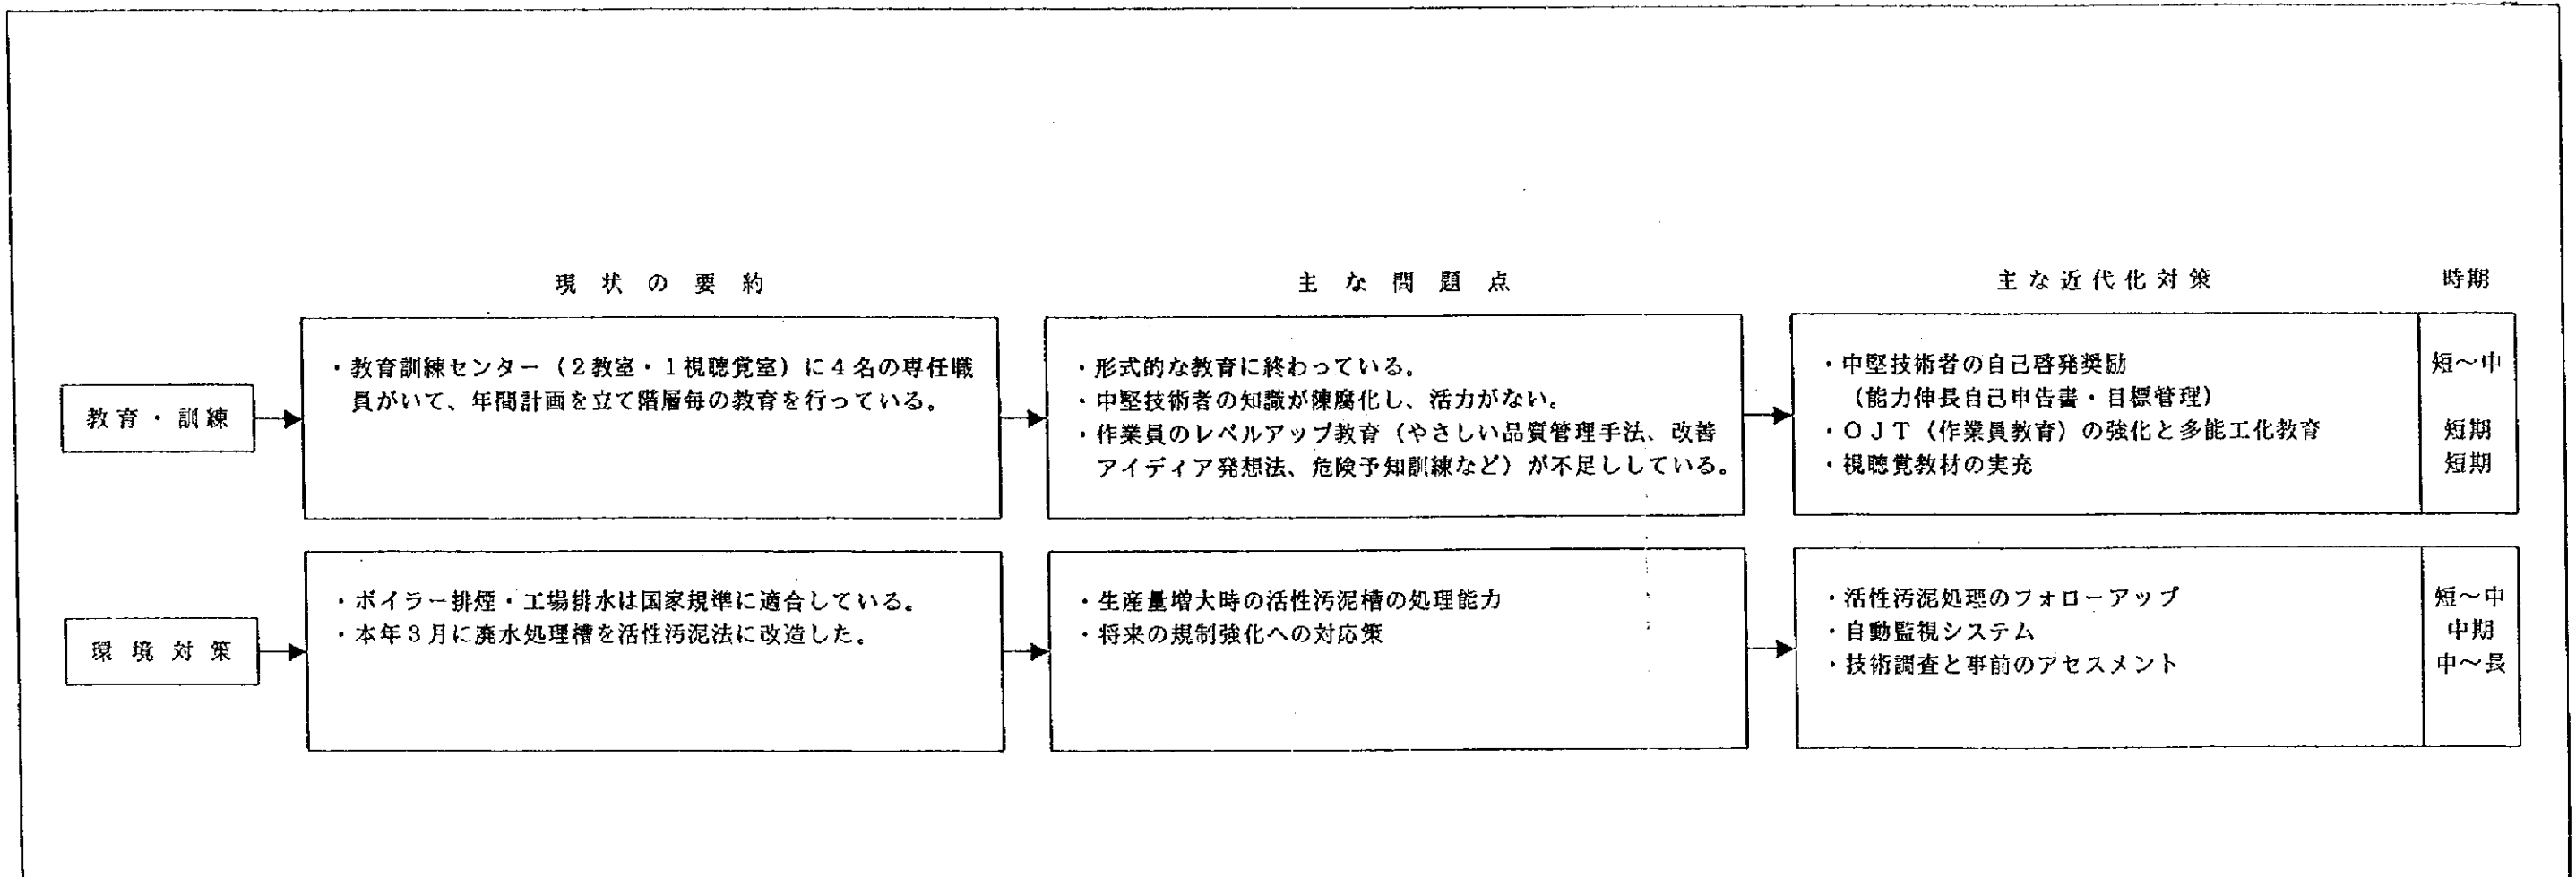 現状の要約
主な問題点
主な近代化対策
時期
教育・訓練
・教育訓練センター（2教室・1視聴覚室）に4名の専任職
員がいて、年間計画を立て階層毎の教育を行っている。
・形式的な教育に終わっている。
・中堅技術者の知識が陳腐化し、活力がない。
・作業員のレベルアップ教育（やさしい品質管理手法、改善
アイディア発想法、危険予知訓練など）が不足ししている。
・中堅技術者の自己啓発奨励
（能力伸長自己申告書・目標管理）
・OJT（作業員教育）の強化と多能工化教育
・視聴覚教材の実充
短～中
短期
短期
環境対策
・ボイラー排煙・工場排水は国家規準に適合している。
・本年3月に廃水処理槽を活性汚泥法に改造した。
・生産量増大時の活性汚泥槽の処理能力
・将来の規制強化への対応策
・活性汚泥処理のフォローアップ
・自動監視システム
・技術調査と事前のアセスメント
短～中
中期
中～長